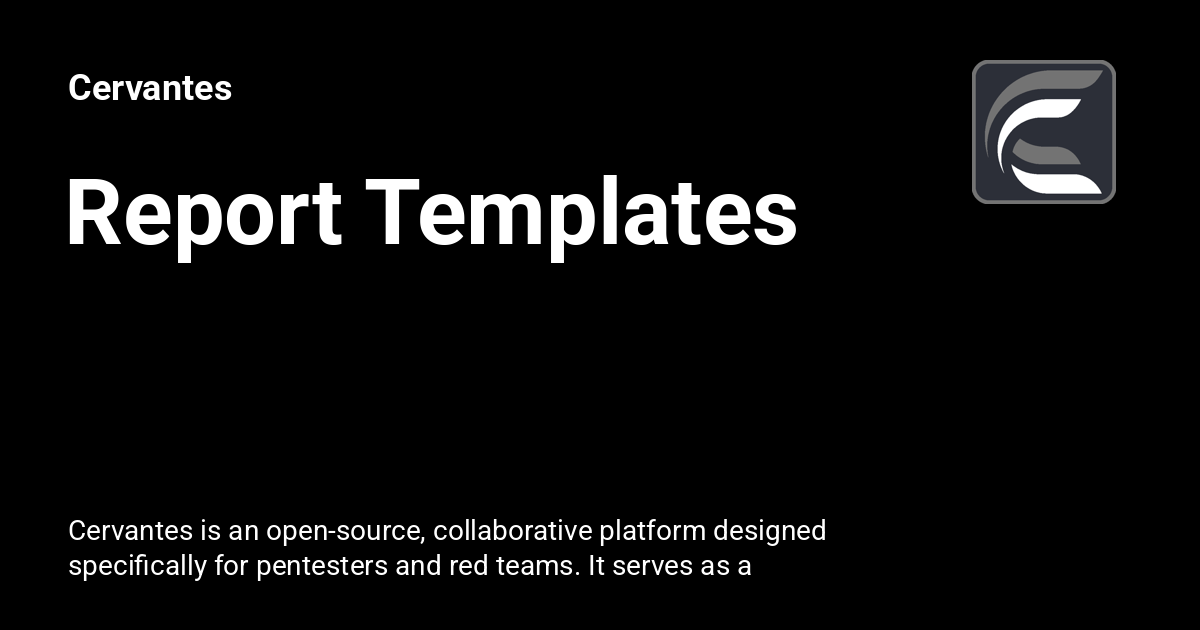 Cervantes
Report Templates
Cervantes is an open-source, collaborative platform designed
specifically for pentesters and red teams. It serves as a